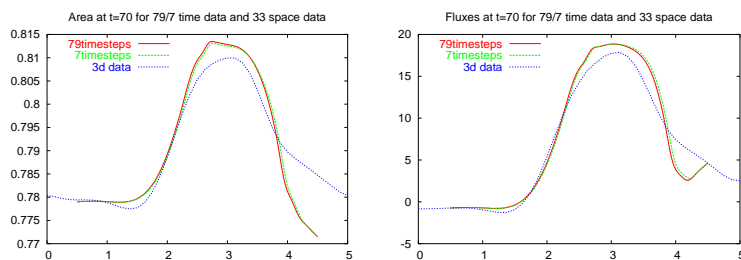 Area at t=70 for 79/7 time data and 33 space data
0.815
0.81
0.805
0.8
0.795
0.79
0.785
0.78
0.775
0.77
79timesteps
7timesteps
3d data
0 1 2 3 4 5
Fluxes at t=70 for 79/7 time data and 33 space data
20
15
10
5
0
-5
79timesteps
7timesteps
3d data
0 1 2 3 4 5